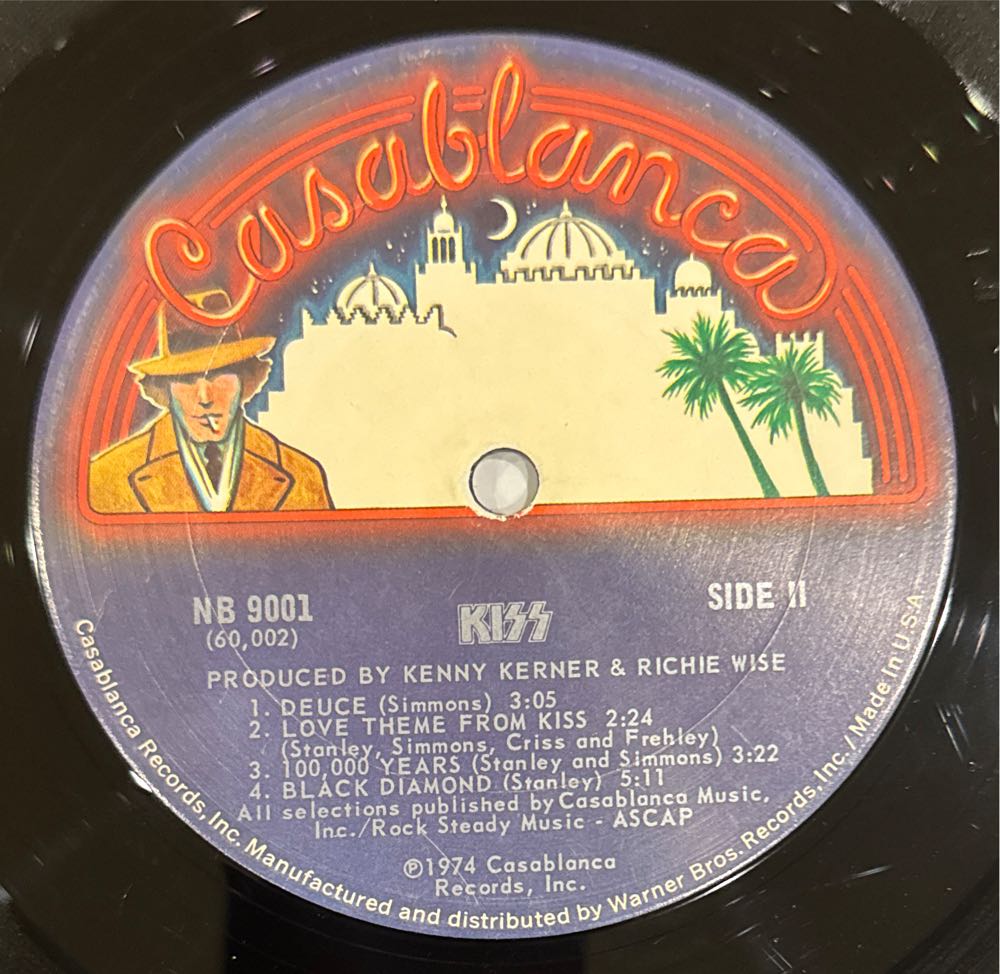 Casablanca
NB 9001
(60,002)
KISS
SIDE II
PRODUCED BY KENNY KERNER & RICHIE WISE
1. DEUCE (Simmons) 3:05
2. LOVE THEME FROM KISS 2:24
(Stanley, Simmons, Criss and Frehley)
3. 100,000 YEARS (Stanley and Simmons) 3:22
4. BLACK DIAMOND (Stanley) 5:11
All selections published by Casablanca Music,
Inc./Rock Steady Music - ASCAP
℗1974 Casablanca
Records, Inc.
Casablanca Records, Inc. Manufactured and distributed by Warner Bros. Records, Inc./Made In U.S.A.